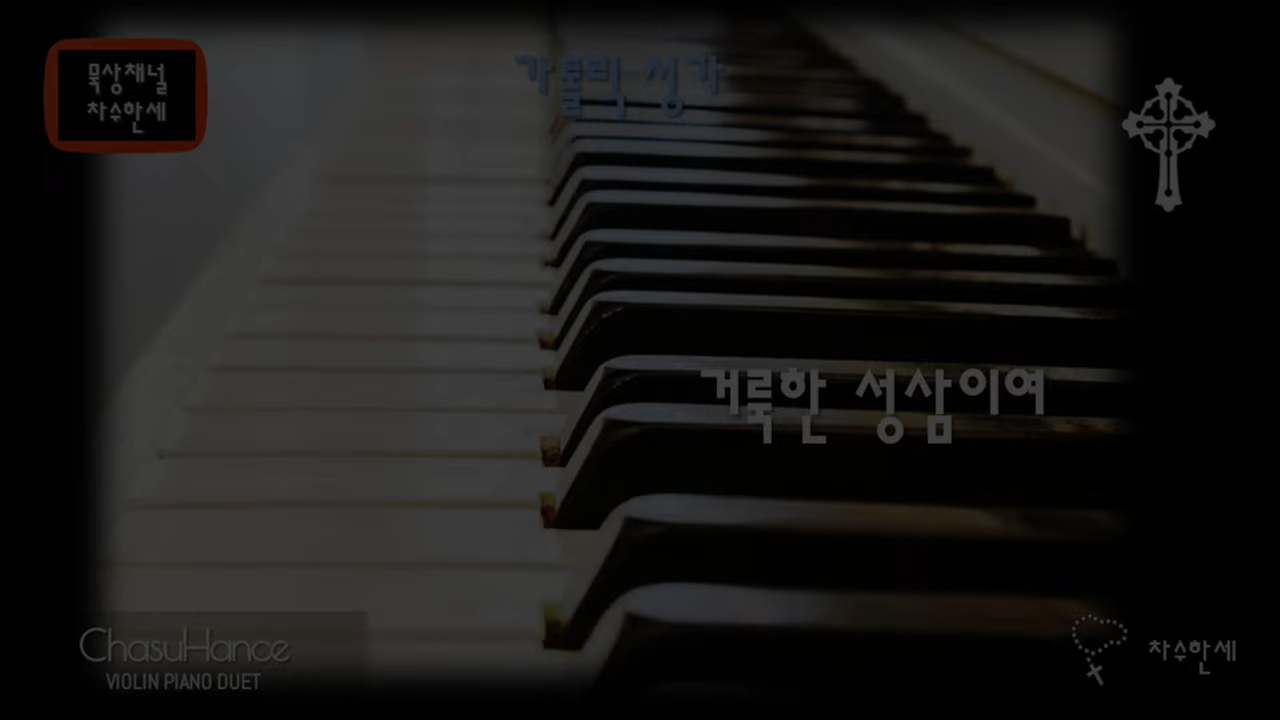 묵상채널
차수한세
가톨릭 성가
거룩한 성삼이여
ChasuHance
VIOLIN PIANO DUET
차수한세